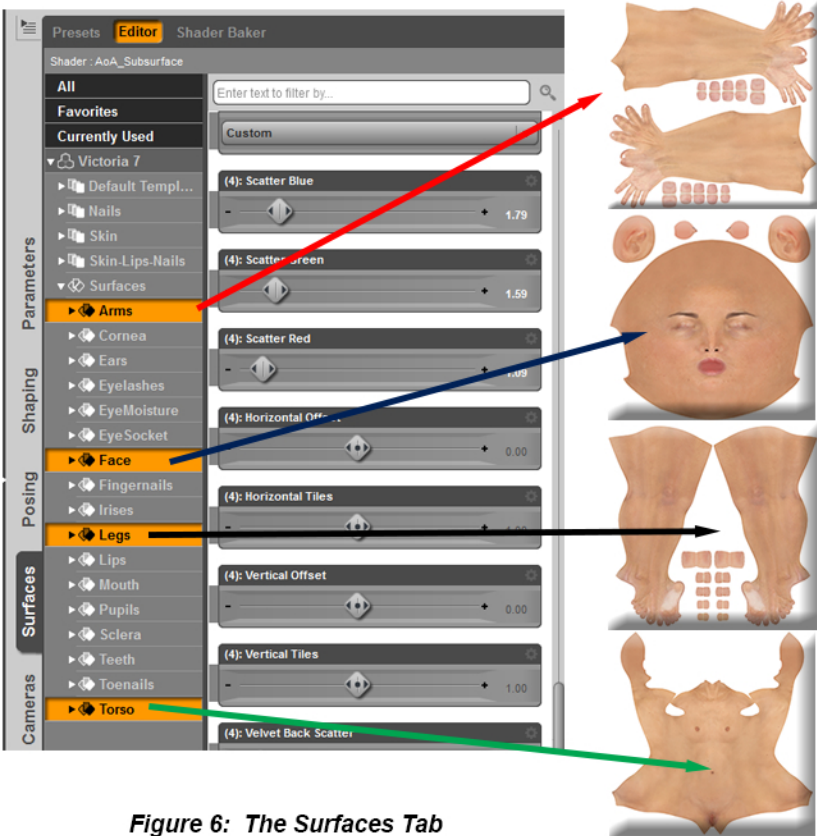 Presets Editor Shader Baker
Shader : AoA_Subsurface
All
Favorites
Currently Used
Victoria 7
Default Templ...
Nails
Skin
Skin-Lips-Nails
Surfaces
Arms
Cornea
Ears
Eyelashes
EyeMoisture
EyeSocket
Face
Fingernails
Irises
Legs
Lips
Mouth
Pupils
Sclera
Teeth
Toenails
Torso
Enter text to filter by...
Custom
(4): Scatter Blue
- + 1.79
(4): Scatter Green
- + 1.59
(4): Scatter Red
- 1.09
(4): Horizontal Offset
- + 0.00
(4): Horizontal Tiles
- + 1.00
(4): Vertical Offset
- + 0.00
(4): Vertical Tiles
- + 1.00
(4): Velvet Back Scatter
Parameters
Shaping
Posing
Surfaces
Cameras
Figure 6: The Surfaces Tab